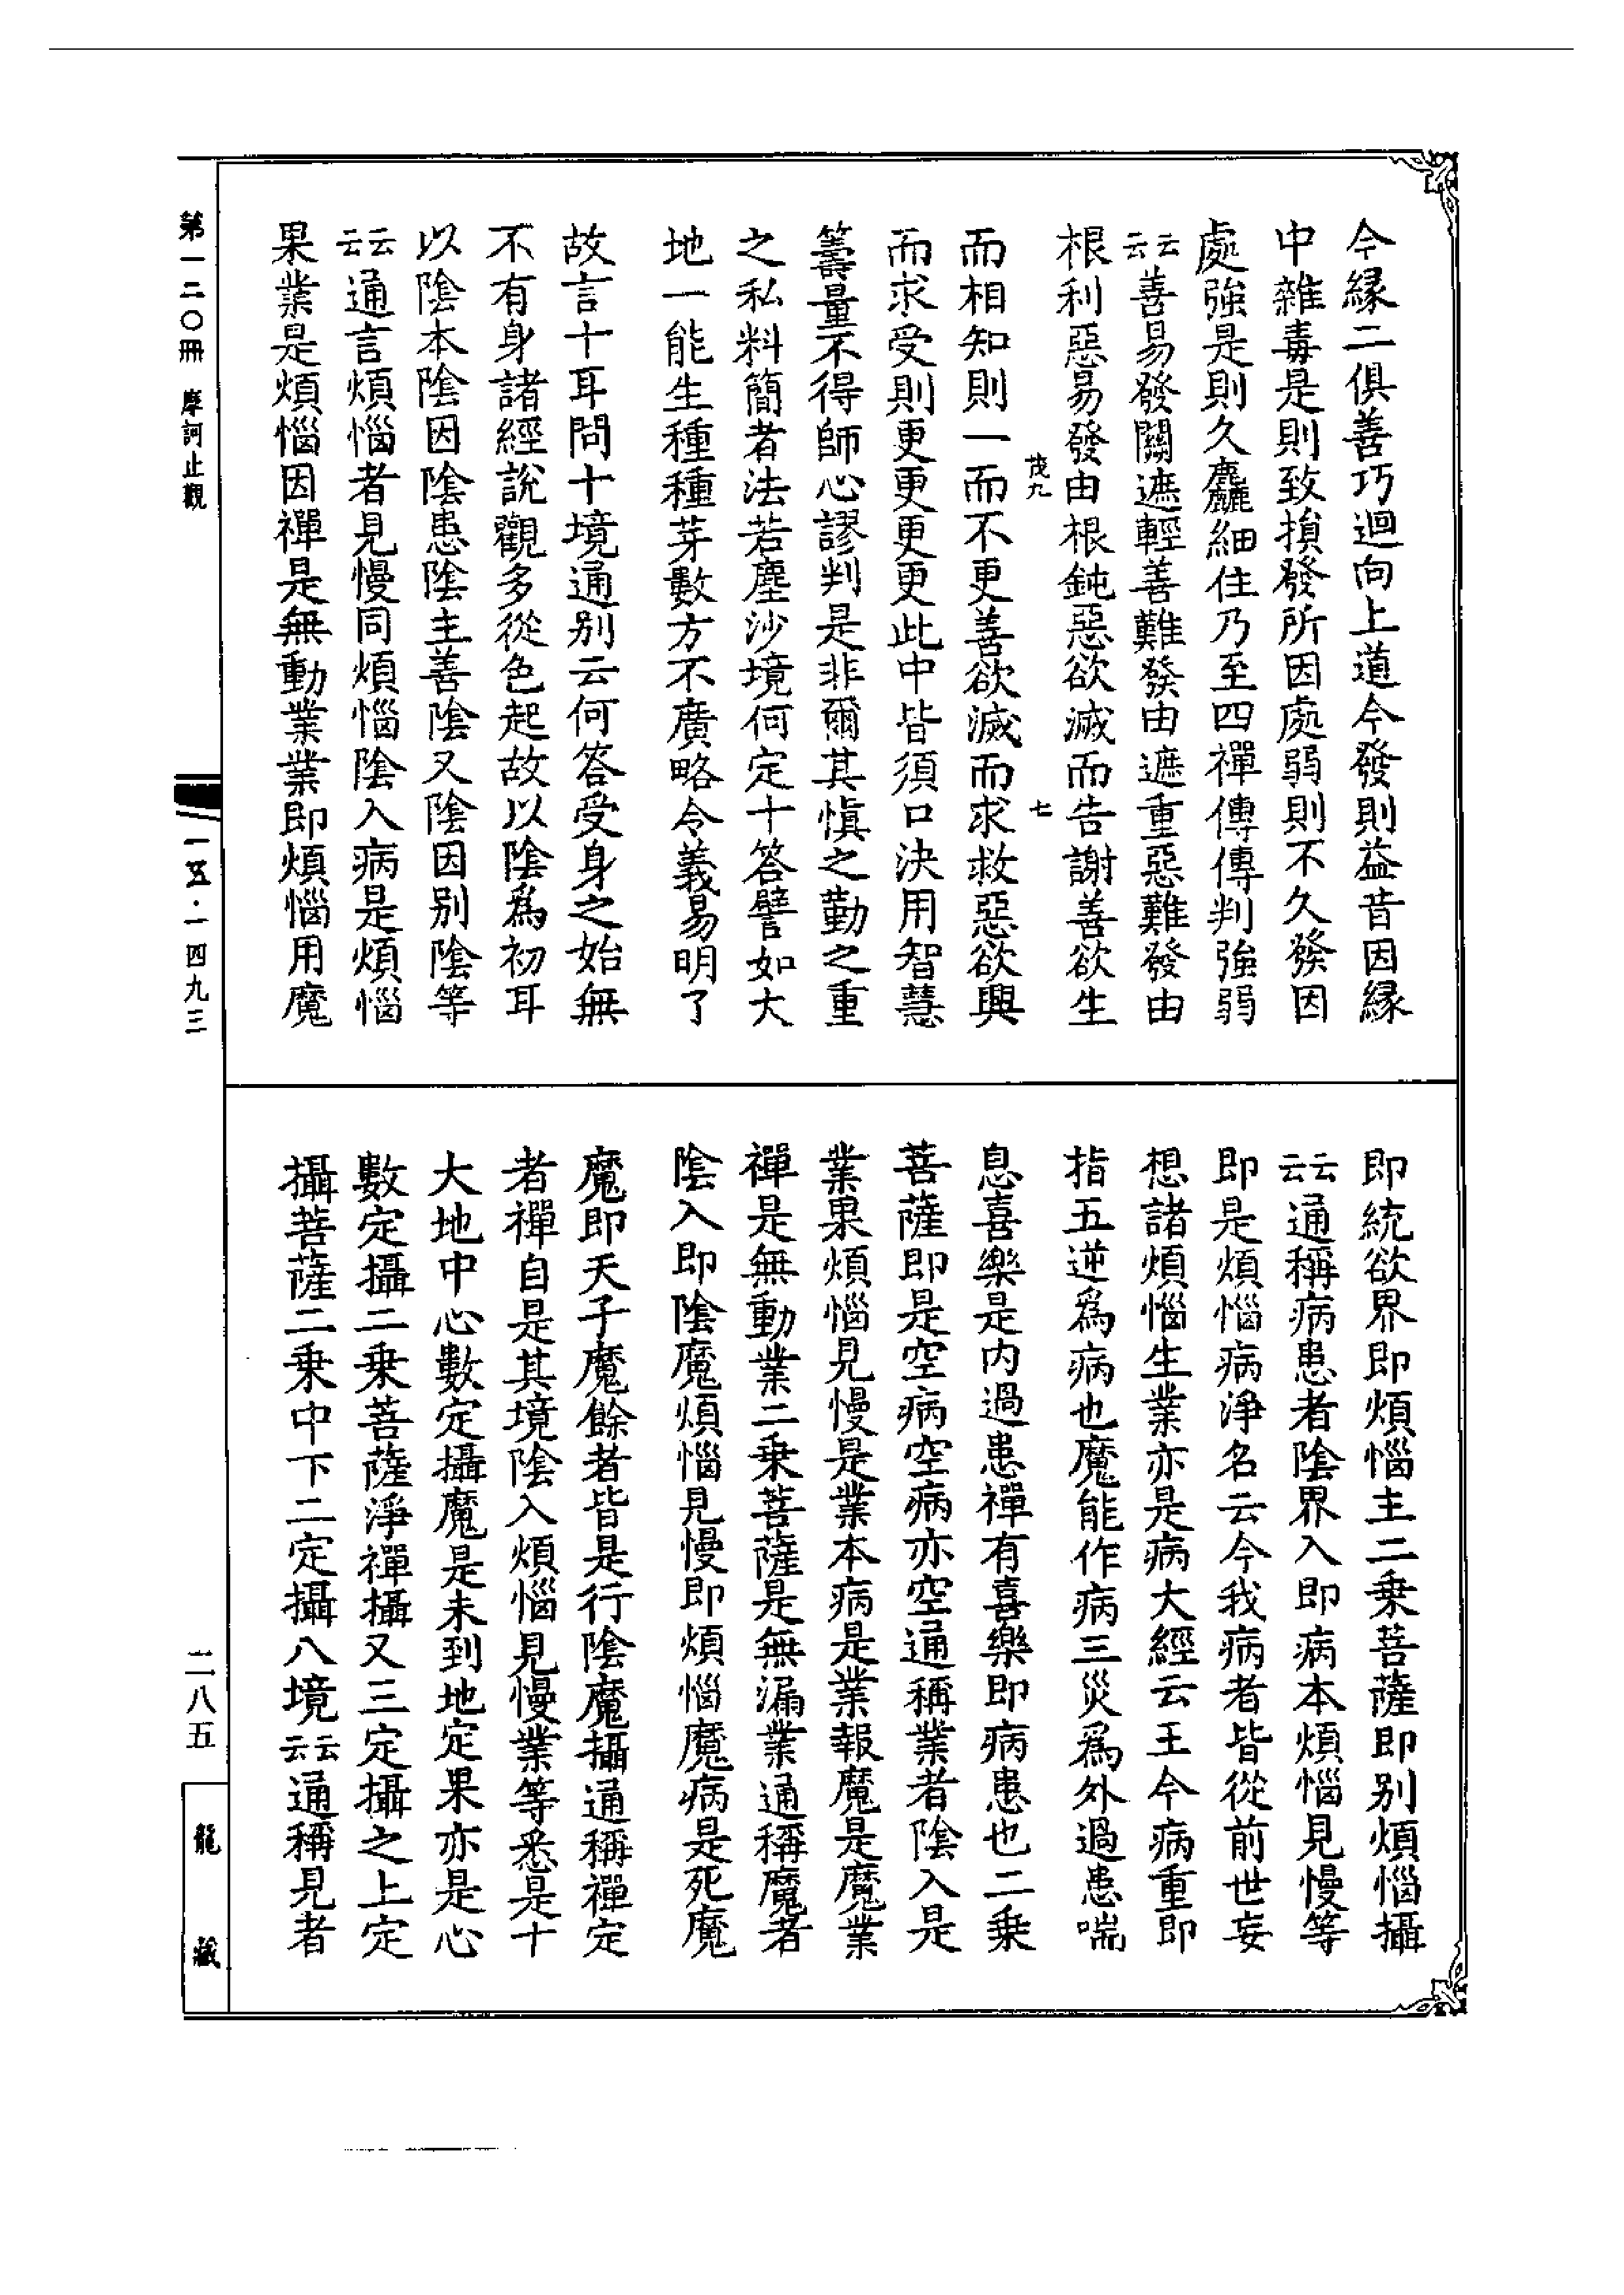 今緣二俱善巧迴向上道今發則益昔因緣
中雜毒是則致損發所因處弱則不久發因
處強是則久麤細住乃至四禪傳傳判強弱
云云善易發關遮輕善難發由遮重惡難發由
根利惡易發由根鈍惡欲滅而告謝善欲生
茂九
七
而相知則一而不更善欲滅而求救惡欲興
而求受則更更更更此中皆須口決用智慧
籌量不得師心謬判是非爾其慎之勤之重
之私料簡者法若塵沙境何定十答譬如大
地一能生種種芽數方不廣略令義易明了
故言十耳問十境通別云何答受身之始無
不有身諸經說觀多從色起故以陰為初耳
以陰本陰因陰患陰主善陰又陰因別陰等
云云通言煩惱者見慢同煩惱陰入病是煩惱
果業是煩惱因禪是無動業業即煩惱用魔
即統欲界即煩惱主二乘菩薩即別煩惱攝
云云通稱病患者陰界入即病本煩惱見慢等
即是煩惱病淨名云今我病者皆從前世妄
想諸煩惱生業亦是病大經云王今病重即
指五逆為病也魔能作病三災為外過患喘
息喜樂是內過患禪有喜樂即病患也二乘
菩薩即是空病空病亦空空通稱業者陰入是
業果煩惱見慢是業本病是業報魔是魔業
禪是無動業二乘菩薩是無漏業通稱魔者
陰入即陰魔煩惱見慢即煩惱魔病是死魔
魔即天子魔餘者皆是行陰魔攝通稱禪定
者禪自是其境陰入煩惱見慢業等悉是十
大地中心數定攝魔是未到地定果亦是心
數定攝二乘菩薩淨禪攝又三定攝之上定
攝菩薩二乘中下二定攝八境云云通稱見者
第一二〇冊 摩訶止觀
一五·一四九三
二八五
龍藏